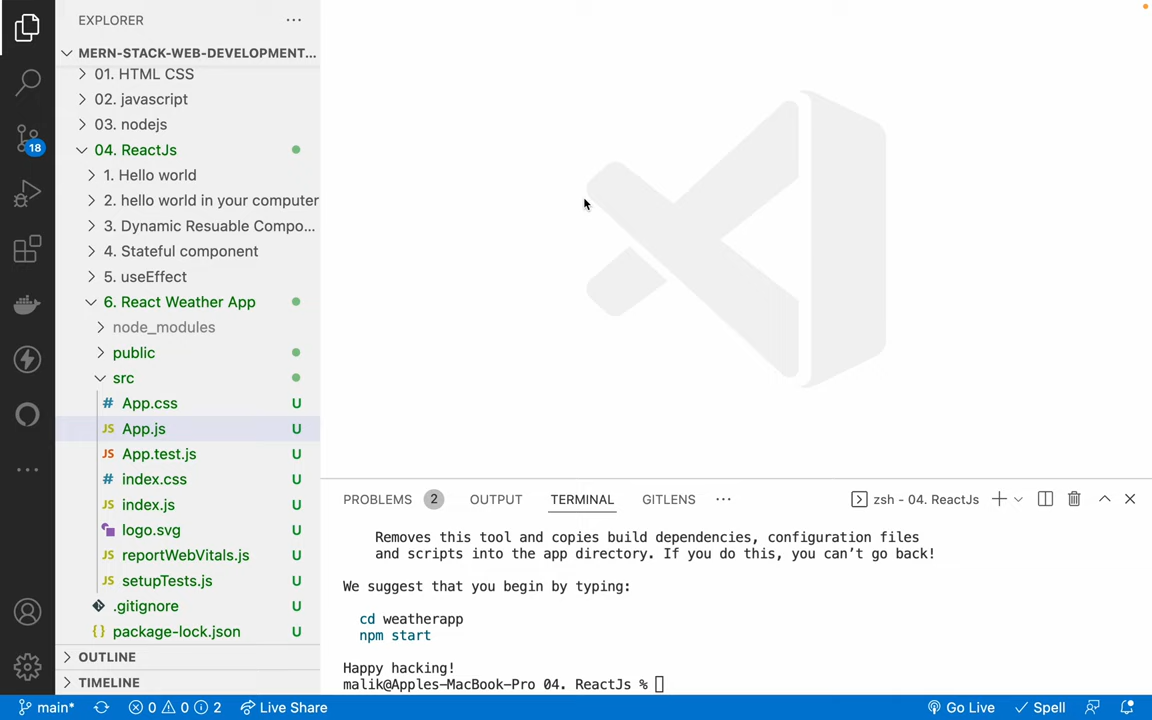 EXPLORER
MERN-STACK-WEB-DEVELOPMENT...
01. HTML CSS
02. javascript
03. nodejs
04. ReactJs
1. Hello world
2. hello world in your computer
3. Dynamic Resuable Compo...
4. Stateful component
5. useEffect
6. React Weather App
node_modules
public
src
# App.css U
JS App.js U
JS App.test.js U
# index.css U
JS index.js U
logo.svg U
JS reportWebVitals.js U
JS setupTests.js U
.gitignore U
{} package-lock.json U
OUTLINE
TIMELINE
18
PROBLEMS 2 OUTPUT TERMINAL GITLENS ... zsh - 04. ReactJs
Removes this tool and copies build dependencies, configuration files
and scripts into the app directory. If you do this, you can’t go back!
We suggest that you begin by typing:
cd weatherapp
npm start
Happy hacking!
malik@Apples-MacBook-Pro 04. ReactJs %
main* 0 0 2 Live Share Go Live Spell